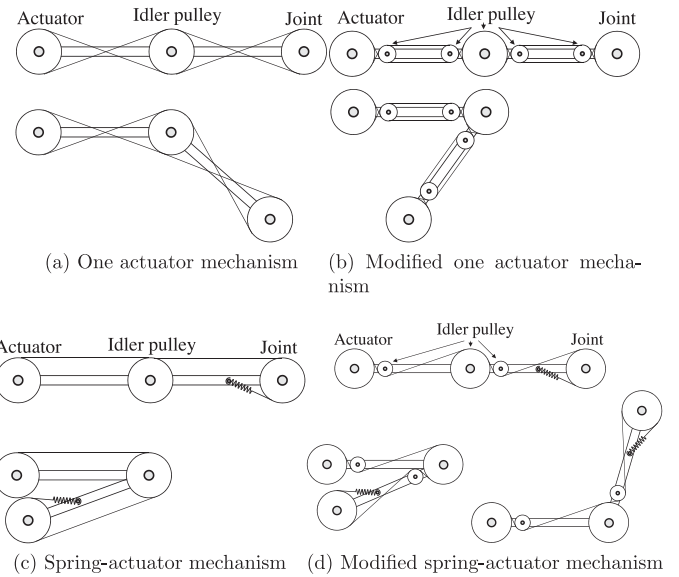 Actuator Idler pulley Joint
Actuator Idler pulley Joint
(a) One actuator mechanism
(b) Modified one actuator mecha-
nism
Actuator Idler pulley Joint
Actuator Idler pulley Joint
(c) Spring-actuator mechanism
(d) Modified spring-actuator mechanism